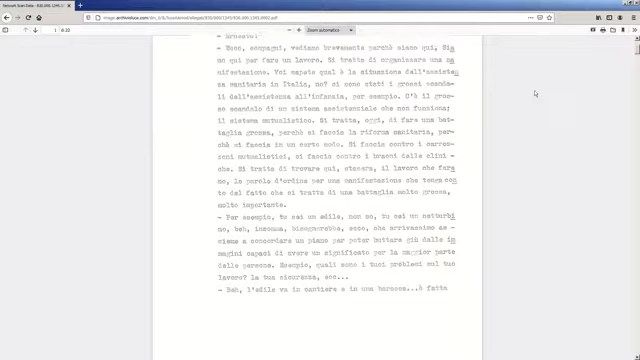 - Ernesto!
- Ecco, compagni, vediamo brevemente perchè siamo qui. Sia
mo qui per fare un lavoro. Si tratta di organizzare una ma
nifestazione. Voi sapete qual è la situazione dell'assisten
za sanitaria in Italia, no? ci sono stati i grossi scanda-
li dell'assistenza all'infanzia, per esempio. C'è il gros-
so scandalo di un sistema assistenziale che non funziona;
il sistema mutualistico. Si tratta, oggi, di fare una bat-
taglia grossa, perchè si faccia la riforma sanitaria, per-
chè si faccia in un certo modo. Si faccia contro i carroz-
zoni mutualistici, si faccia contro i baroni delle clini -
che. Si tratta di trovare qui, stasera, il lavoro che fare
mo, le parole d'ordine per una manifestazione che tenga con
to del fatto che si tratta di una battaglia molto grossa,
molto importante.
- Per esempio, tu sei un edile, non so, tu sei un netturbi
no, beh, insomma, bisognerebbe, ecco, che arrivassimo as -
sieme a concordare un piano per poter buttare giù delle im
magini capaci di avere un significato per la maggior parte
delle persone. Esempio, quali sono i tuoi problemi sul tuo
lavoro? la tua sicurezza, ecc...
- Beh, l'edile va in cantiere e in una baracca...è fatta